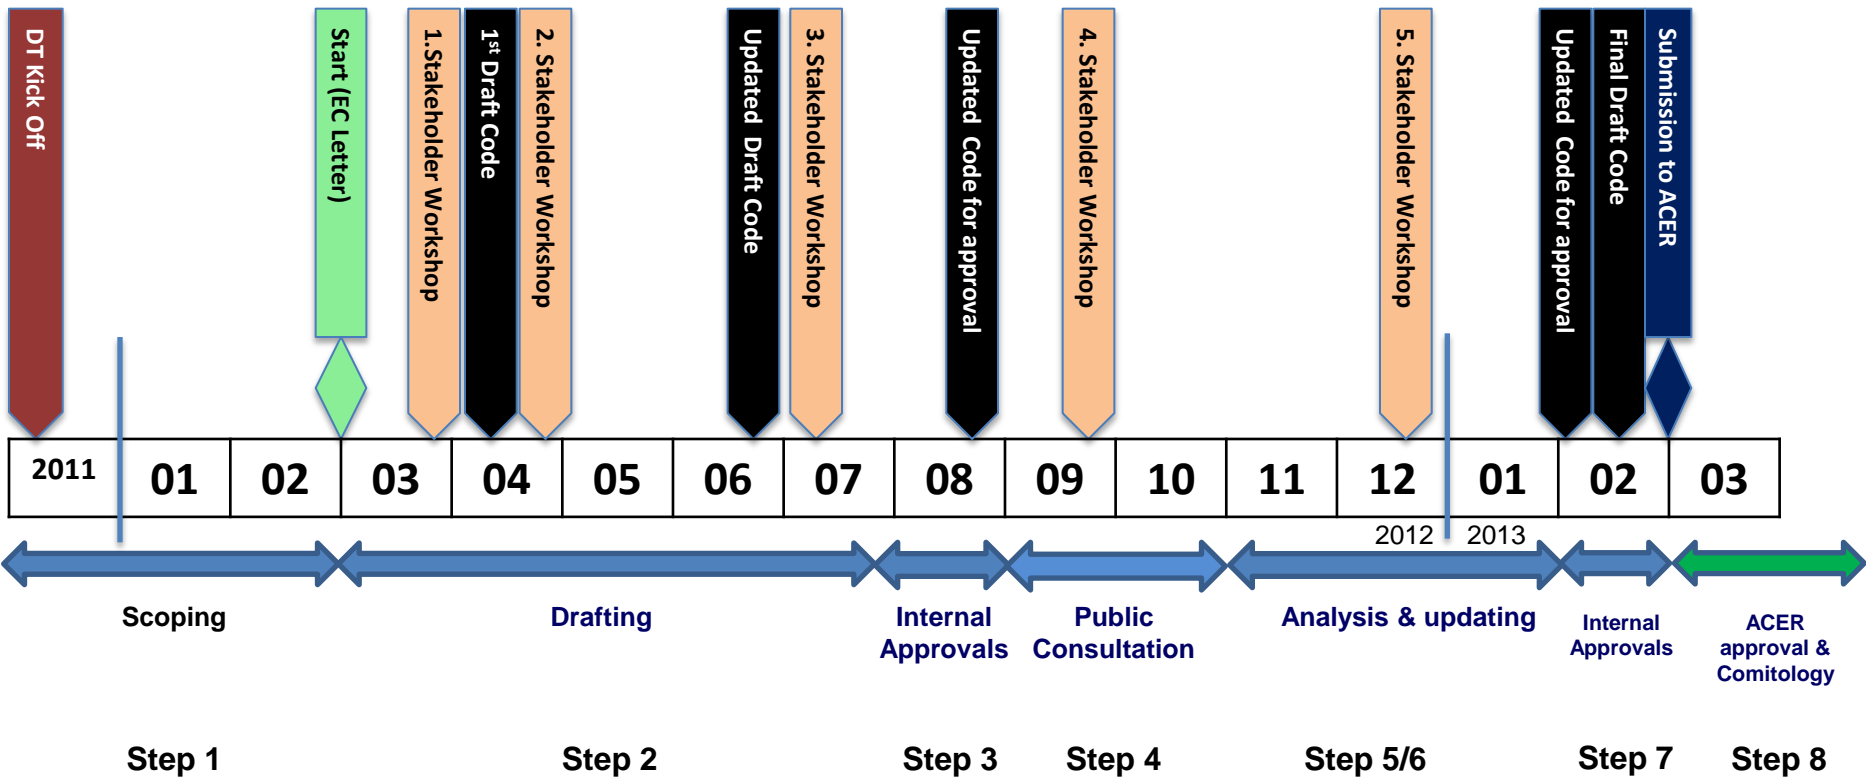 DT Kick Off
Start (EC Letter)
1.Stakeholder Workshop
1st Draft Code
2. Stakeholder Workshop
Updated Draft Code
3. Stakeholder Workshop
Updated Code for approval
4. Stakeholder Workshop
5. Stakeholder Workshop
Updated Code for approval
Final Draft Code
Submission to ACER
2011 01 02 03 04 05 06 07 08 09 10 11 12 01 02 03
2012 2013
Scoping
Drafting
Internal
Approvals
Public
Consultation
Analysis & updating
Internal
Approvals
ACER
approval &
Comitology
Step 1 Step 2 Step 3 Step 4 Step 5/6 Step 7 Step 8